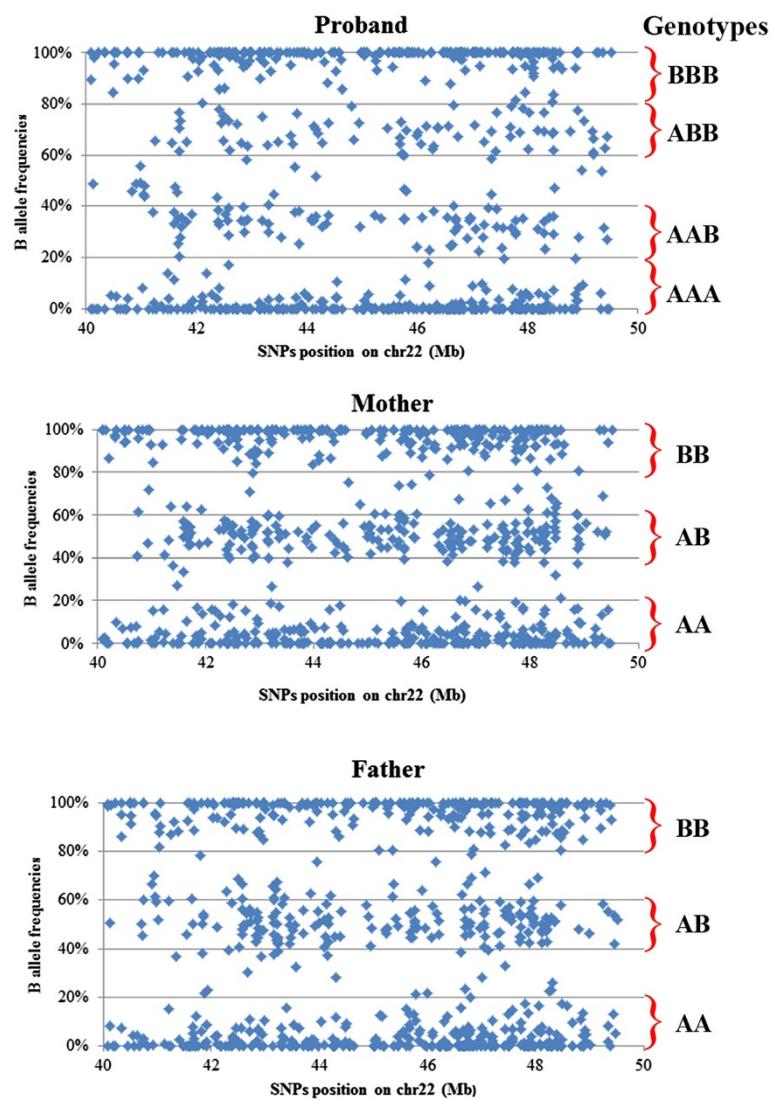 Proband
Genotypes
B allele frequencies
100%
80%
60%
40%
20%
0%
40
42
44
46
48
50
SNPs position on chr22 (Mb)
BBB
ABB
AAB
AAA
Mother
B allele frequencies
100%
80%
60%
40%
20%
0%
40
42
44
46
48
50
SNPs position on chr22 (Mb)
BB
AB
AA
Father
B allele frequencies
100%
80%
60%
40%
20%
0%
40
42
44
46
48
50
SNPs position on chr22 (Mb)
BB
AB
AA